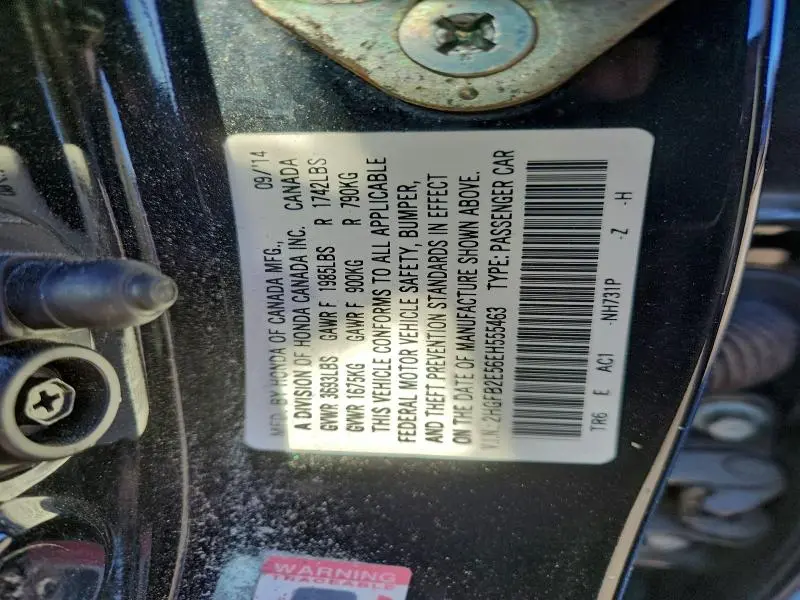 MFD. BY HONDA OF CANADA MFG., 09/'14
A DIVISION OF HONDA CANADA INC. CANADA
GVWR 3693LBS GAWR F 1985LBS R 1742LBS
GVWR 1675KG GAWR F 900KG R 790KG
THIS VEHICLE CONFORMS TO ALL APPLICABLE
FEDERAL MOTOR VEHICLE SAFETY, BUMPER,
AND THEFT PREVENTION STANDARDS IN EFFECT
ON THE DATE OF MANUFACTURE SHOWN ABOVE.
V.I.N. 2HGFB2E56EH555463 TYPE: PASSENGER CAR
TR6 E AC1 -NH731P -Z -H
WARNING
TRACEABLE